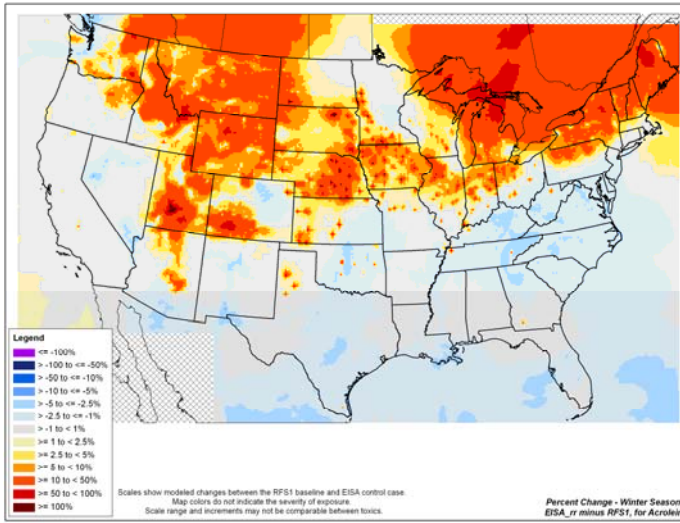 Legend
<= -100%
> -100 to <= -50%
> -50 to <= -10%
> -10 to <= -5%
> -5 to <= -2.5%
> -2.5 to <= -1%
> -1 to < 1%
>= 1 to < 2.5%
>= 2.5 to < 5%
>= 5 to < 10%
>= 10 to < 50%
>= 50 to < 100%
>= 100%
Scales show modeled changes between the RFS1 baseline and EISA control case.
Map colors do not indicate the severity of exposure.
Scale range and increments may not be comparable between toxics.
Percent Change - Winter Season
EISA_rr minus RFS1, for Acrolein